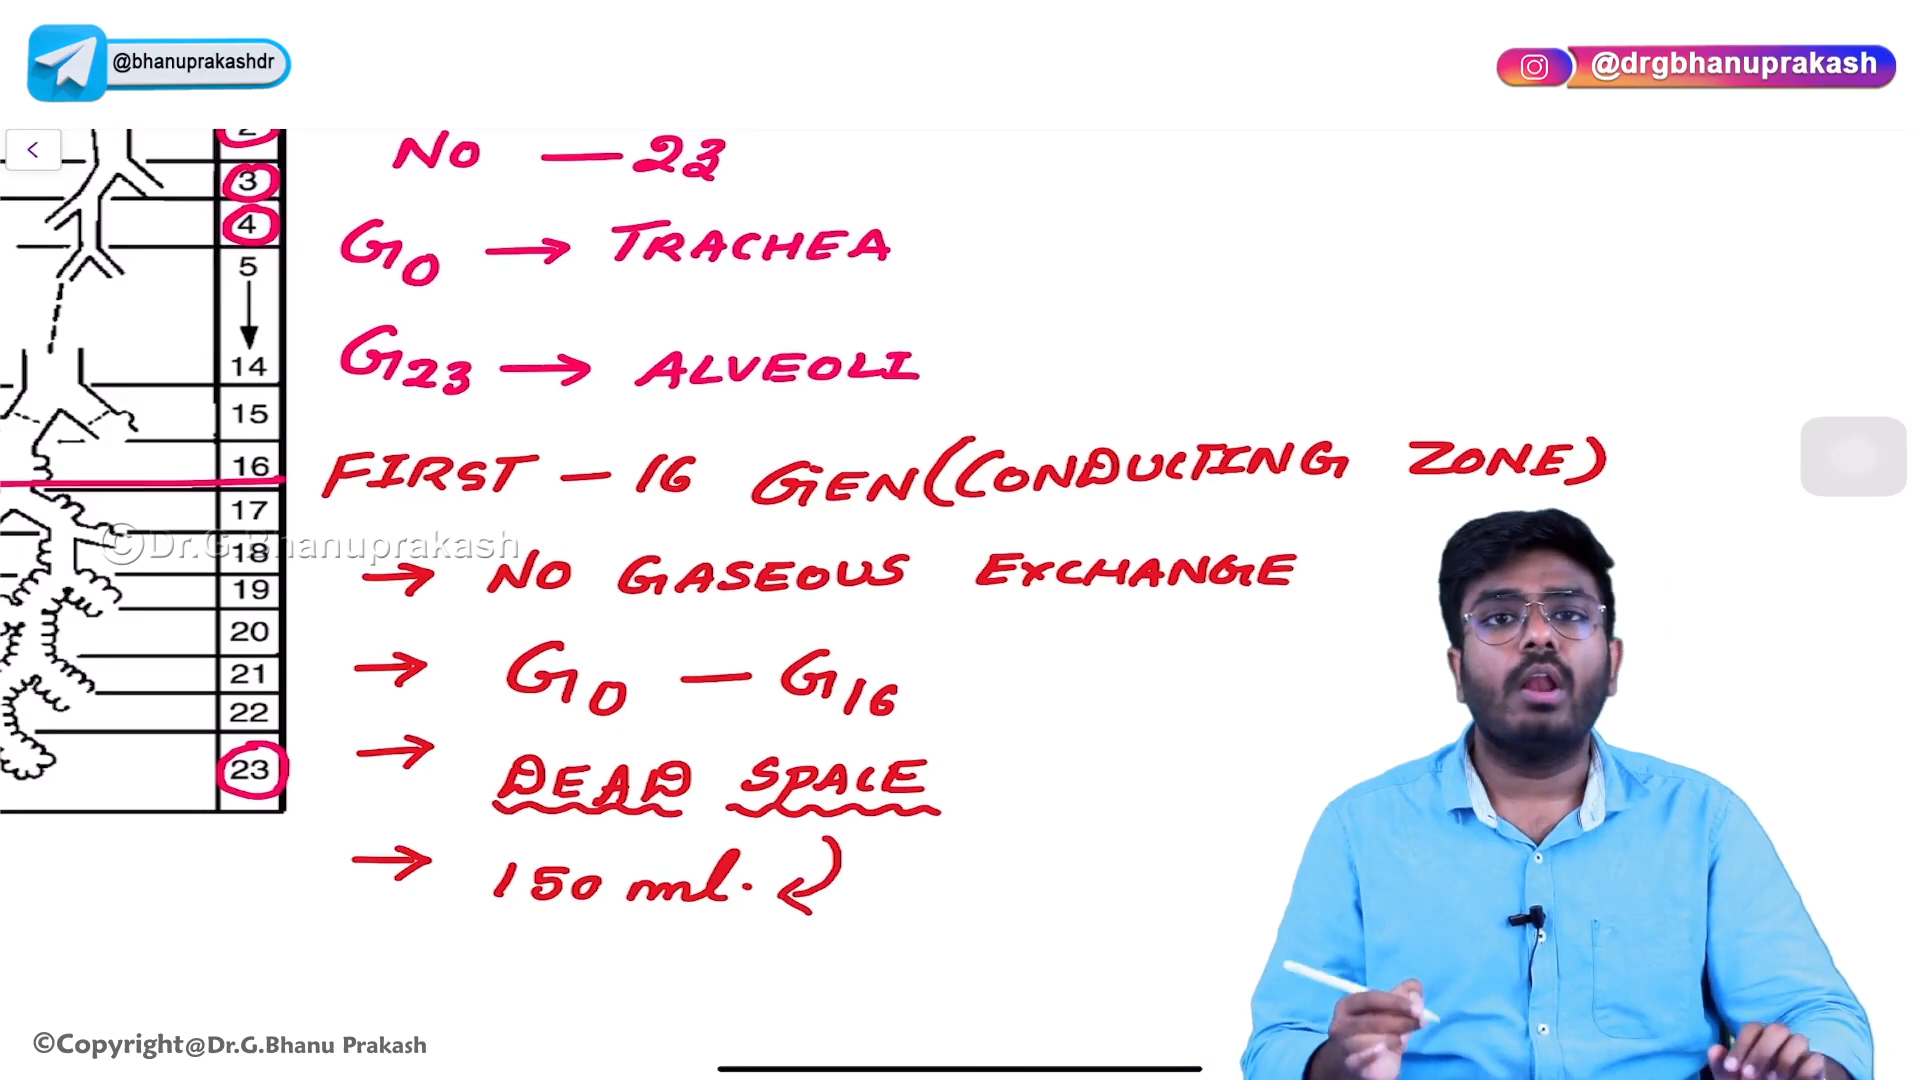 @bhanuprakashdr
@drgbhanuprakash
<
2
3
4
5
14
15
16
17
18
19
20
21
22
23
NO — 23
G0 → TRACHEA
G23 → ALVEOLI
FIRST - 16 GEN (CONDUCTING ZONE)
→ NO GASEOUS EXCHANGE
→ G0 — G16
→ DEAD SPACE
→ 150 ml.
©Dr.G.Bhanuprakash
©Copyright@Dr.G.Bhanu Prakash